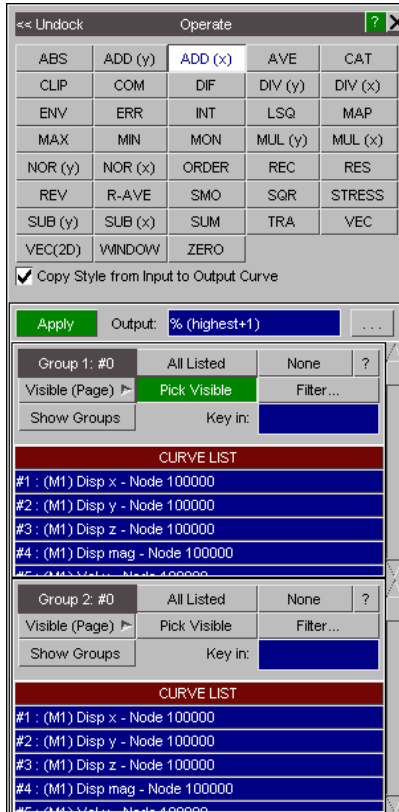 << Undock Operate ? X
ABS ADD (y) ADD (x) AVE CAT
CLIP COM DIF DIV (y) DIV (x)
ENV ERR INT LSQ MAP
MAX MIN MON MUL (y) MUL (x)
NOR (y) NOR (x) ORDER REC RES
REV R-AVE SMO SQR STRESS
SUB (y) SUB (x) SUM TRA VEC
VEC(2D) WINDOW ZERO
Copy Style from Input to Output Curve
Apply Output: % (highest+1) ...
Group 1: #0 All Listed None ?
Visible (Page) Pick Visible Filter...
Show Groups Key in:
CURVE LIST
#1 : (M1) Disp x - Node 100000
#2 : (M1) Disp y - Node 100000
#3 : (M1) Disp z - Node 100000
#4 : (M1) Disp mag - Node 100000
Group 2: #0 All Listed None ?
Visible (Page) Pick Visible Filter...
Show Groups Key in:
CURVE LIST
#1 : (M1) Disp x - Node 100000
#2 : (M1) Disp y - Node 100000
#3 : (M1) Disp z - Node 100000
#4 : (M1) Disp mag - Node 100000